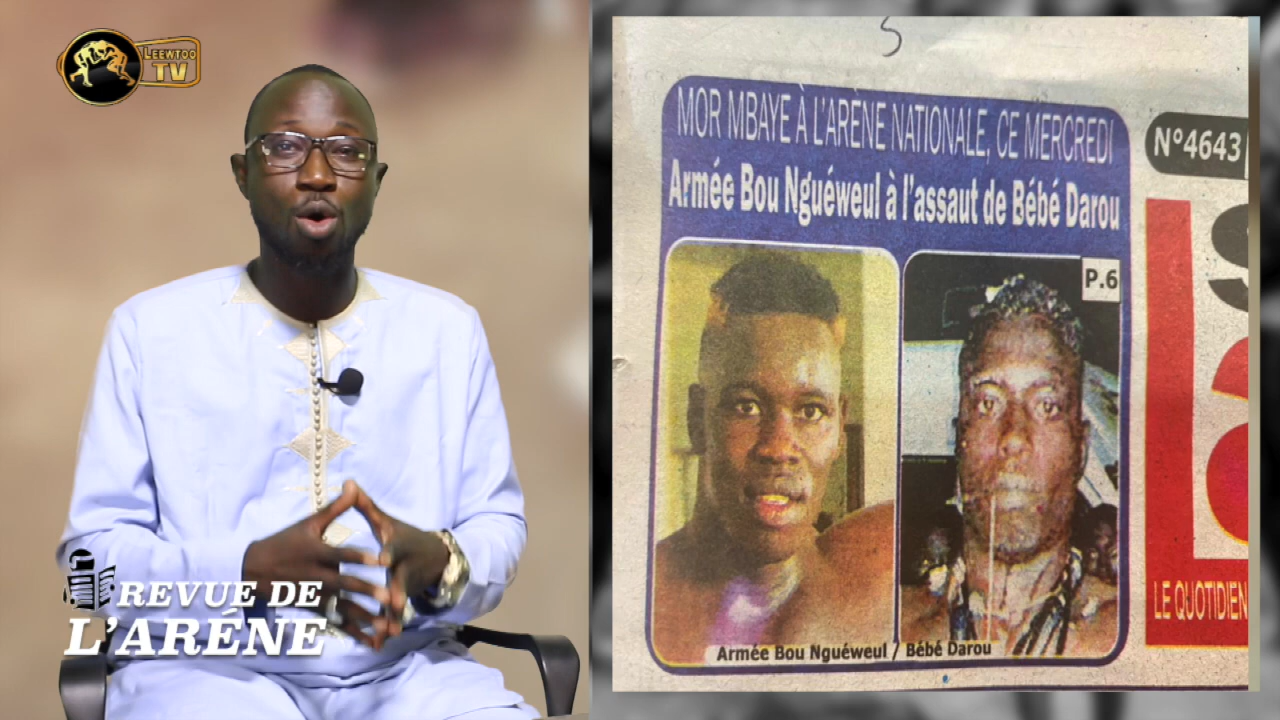 LEEWTOO
TV
REVUE DE
L'ARÉNE
5
MOR MBAYE À L'ARÈNE NATIONALE, CE MERCREDI
Armée Bou Nguéweul à l'assaut de Bébé Darou
P.6
Armée Bou Nguéweul / Bébé Darou
N°4643
LE QUOTIDIEN